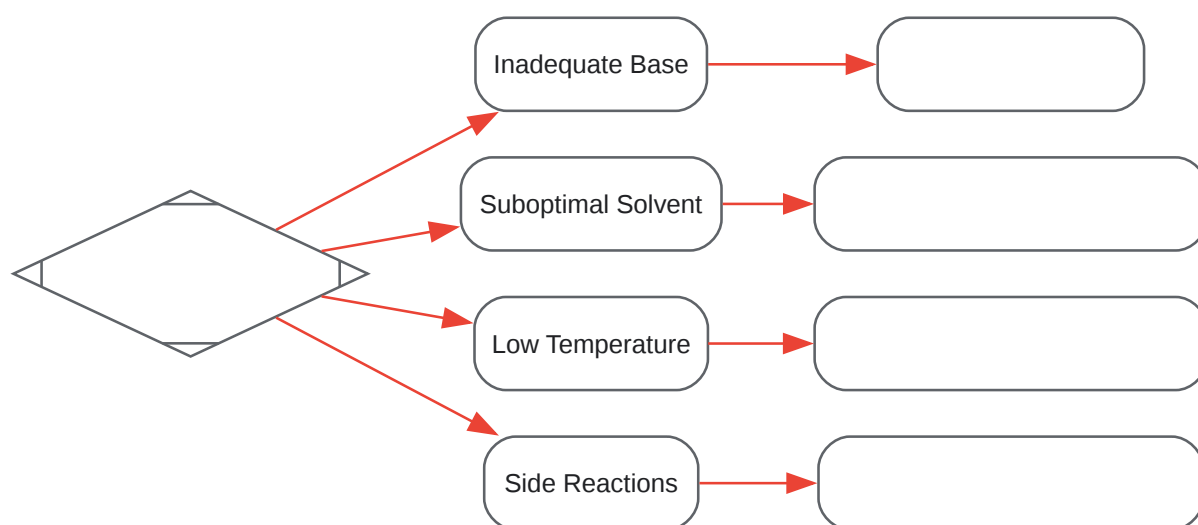 Inadequate Base
Suboptimal Solvent
Low Temperature
Side Reactions